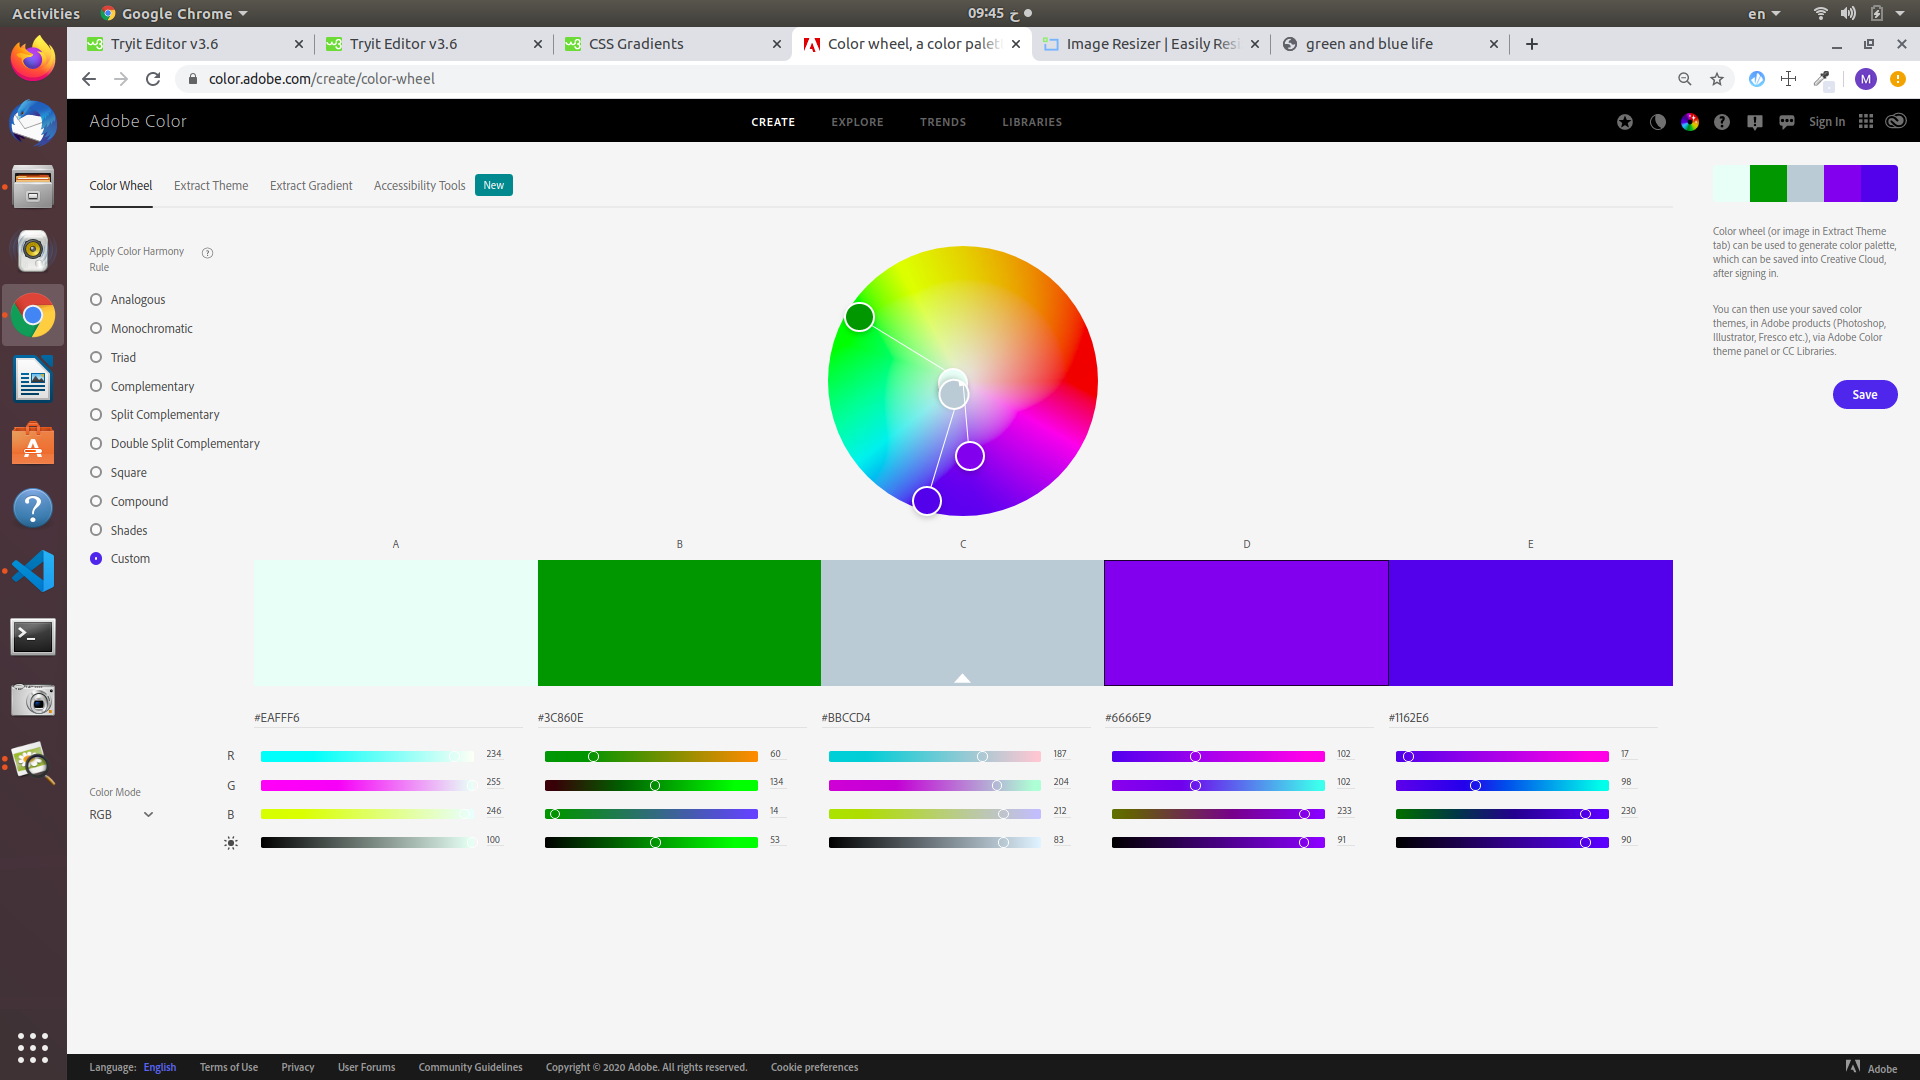 Activities
Google Chrome
09:45 خ
en
Tryit Editor v3.6
Tryit Editor v3.6
CSS Gradients
Color wheel, a color palet
Image Resizer | Easily Resi
green and blue life
color.adobe.com/create/color-wheel
M
Adobe Color
CREATE
EXPLORE
TRENDS
LIBRARIES
Sign In
Color Wheel
Extract Theme
Extract Gradient
Accessibility Tools
New
Apply Color Harmony
Rule
Analogous
Monochromatic
Triad
Complementary
Split Complementary
Double Split Complementary
Square
Compound
Shades
Custom
Color wheel (or image in Extract Theme
tab) can be used to generate color palette,
which can be saved into Creative Cloud,
after signing in.
You can then use your saved color
themes, in Adobe products (Photoshop,
Illustrator, Fresco etc.), via Adobe Color
theme panel or CC Libraries.
Save
A B C D E
#EAFFF6 #3C860E #BBCCD4 #6666E9 #1162E6
R 234 60 187 102 17
G 255 134 204 102 98
B 246 14 212 233 230
100 53 83 91 90
Color Mode
RGB
Language: English
Terms of Use
Privacy
User Forums
Community Guidelines
Copyright © 2020 Adobe. All rights reserved.
Cookie preferences
Adobe